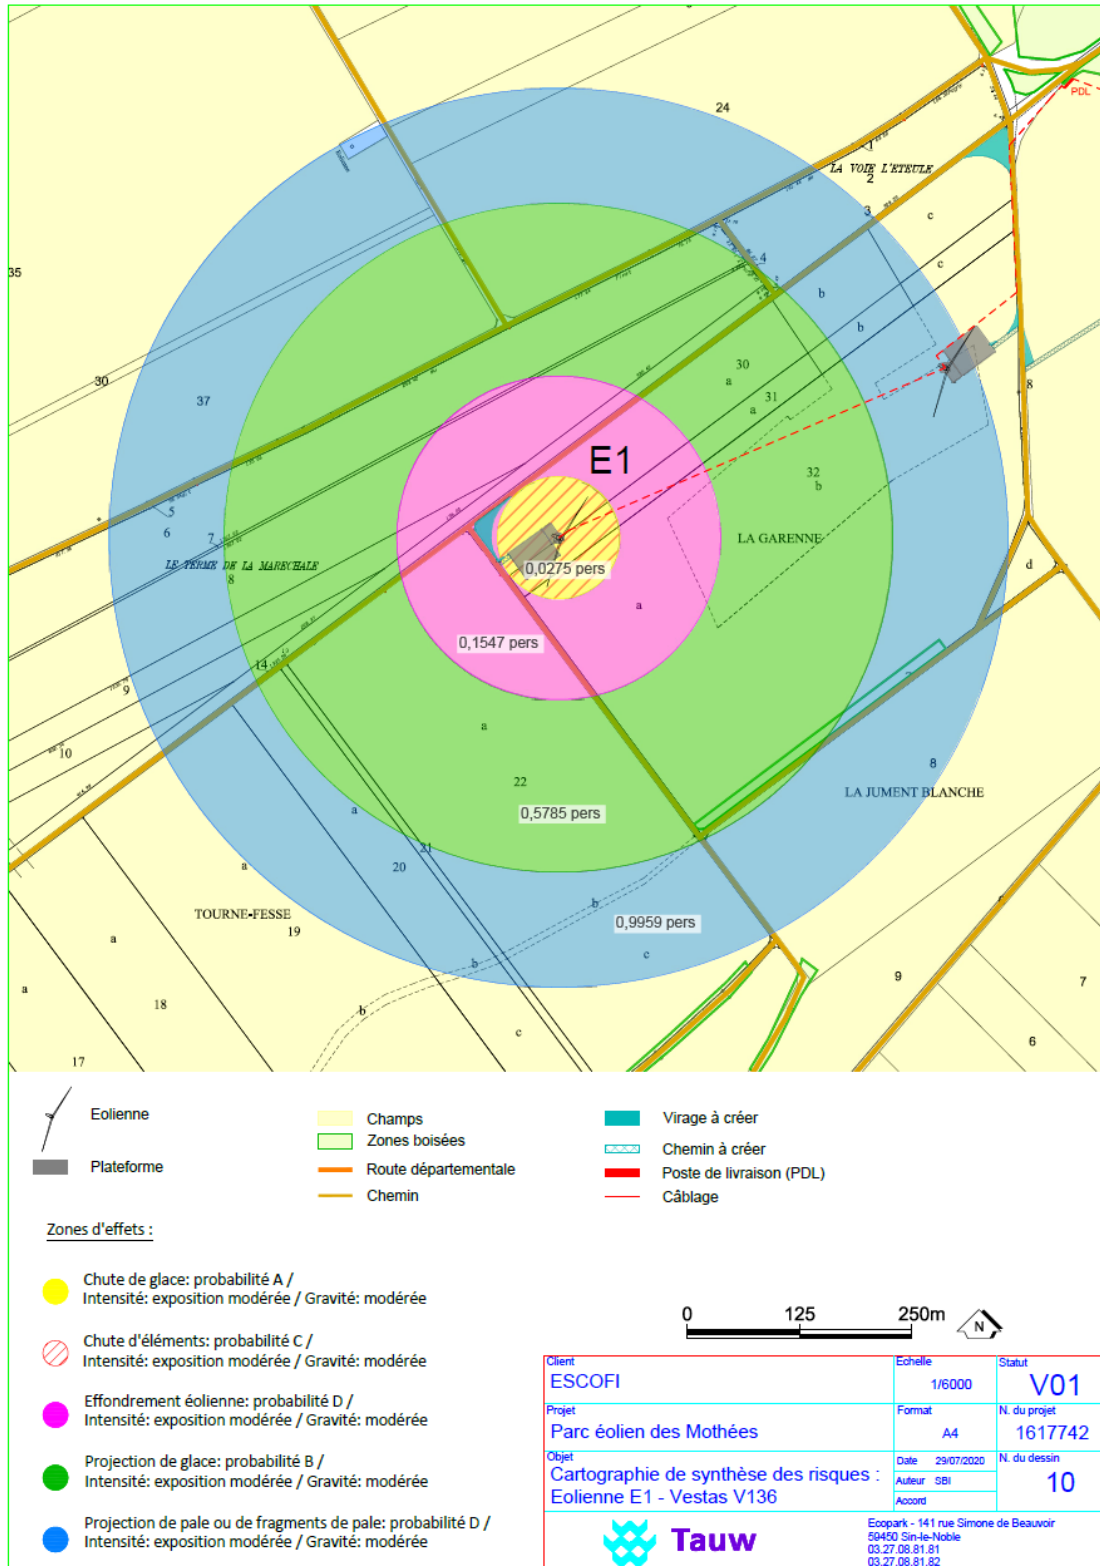 24
PDL
1
LA VOIE L'ETEULE
2
3
c
35
4
c
b
b
30
a
31
a
8
30
37
E1
32
b
5
6
7
LA GARENNE
LE TERME DE LA MARECHALE
8
0,0275 pers
d
a
0,1547 pers
14
9
a
10
22
8
LA JUMENT BLANCHE
a
0,5785 pers
21
a
20
b
TOURNE-FESSE
0,9959 pers
19
a
c
b
a
9
7
18
b
c
6
17
Eolienne
Plateforme
Champs
Zones boisées
Route départementale
Chemin
Virage à créer
Chemin à créer
Poste de livraison (PDL)
Câblage
Zones d'effets :
Chute de glace: probabilité A /
Intensité: exposition modérée / Gravité: modérée
Chute d'éléments: probabilité C /
Intensité: exposition modérée / Gravité: modérée
Effondrement éolienne: probabilité D /
Intensité: exposition modérée / Gravité: modérée
Projection de glace: probabilité B /
Intensité: exposition modérée / Gravité: modérée
Projection de pale ou de fragments de pale: probabilité D /
Intensité: exposition modérée / Gravité: modérée
0 125 250m
N
Client
ESCOFI
Echelle
1/6000
Statut
V01
Projet
Parc éolien des Mothées
Format
A4
N. du projet
1617742
Objet
Cartographie de synthèse des risques :
Eolienne E1 - Vestas V136
Date 29/07/2020
Auteur SBI
Accord
N. du dessin
10
Tauw
Ecopark - 141 rue Simone de Beauvoir
59450 Sin-le-Noble
03.27.08.81.81
03.27.08.81.82